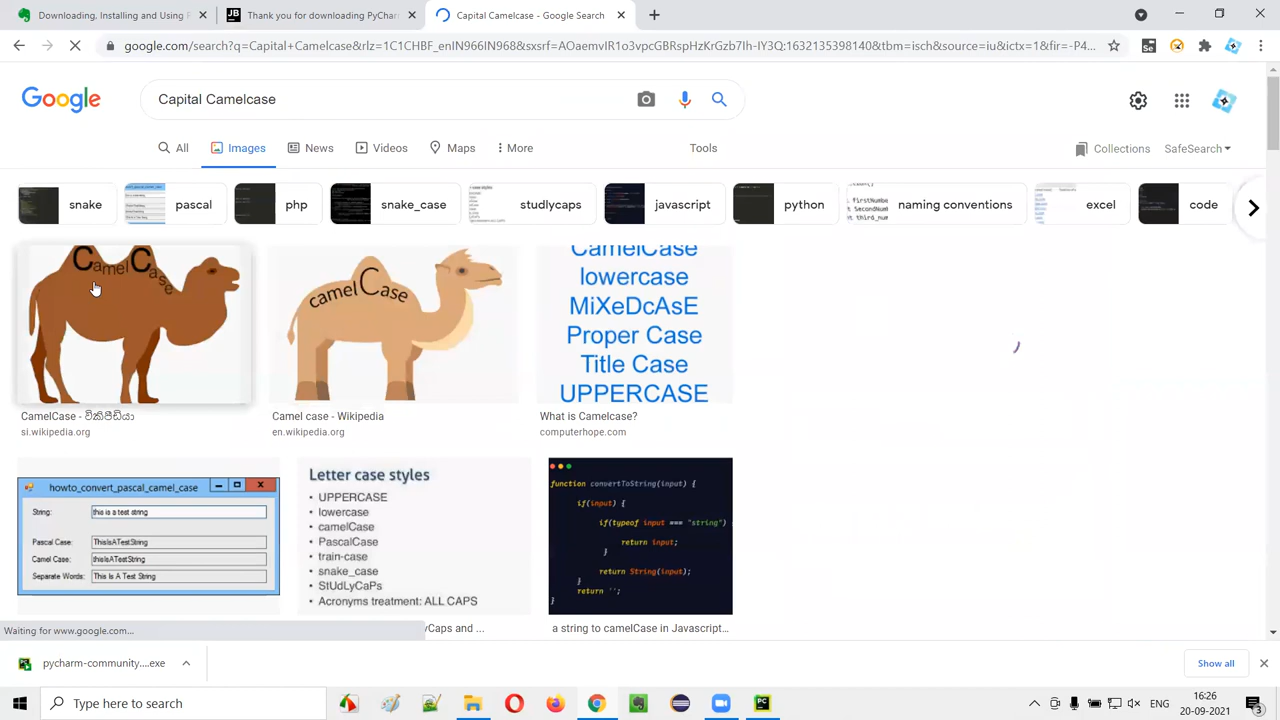 Downloading and Installing Python
Thank you for downloading PyCharm
Capital Camelcase - Google Search
google.com/search?q=Capital+Camelcase&rlz=1C1CHBF_enIN966IN968&sxsrf=AOaemvIR1o3vpcGBRspHzKrGzb7Ih-IY3Q:1632135398140&tbm=isch&source=iu&ictx=1&fir=-P4...
Google
Capital Camelcase
All
Images
News
Videos
Maps
More
Tools
Collections
SafeSearch
snake
pascal
php
snake_case
studlycaps
javascript
python
naming conventions
excel
code
CamelCase
camelCase
CamelCase
lowercase
MiXeDcAsE
Proper Case
Title Case
UPPERCASE
CamelCase - විකිපීඩියා
si.wikipedia.org
Camel case - Wikipedia
en.wikipedia.org
What is Camelcase?
computerhope.com
howto_convert_pascal_camel_case
String: this is a test string
Pascal Case: ThisIsATestString
Camel Case: thisIsATestString
Separate Words: This Is A Test String
Letter case styles
• UPPERCASE
• lowercase
• camelCase
• PascalCase
• train-case
• snake_case
• StUdLyCaPs
• Acronyms treatment: ALL CAPS
function convertToString(input) {
if(input) {
if(typeof input === "string") {
return input;
}
return String(input);
}
return '';
}
yCaps and ...
a string to camelCase in Javascript...
Waiting for www.google.com...
pycharm-community....exe
Show all
Type here to search
ENG
16:26
20-09-2021
3